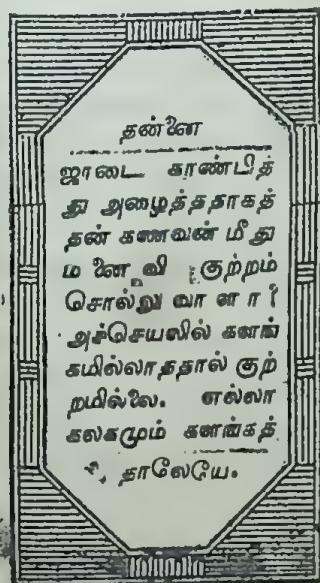 தன்னை
ஜாடை காண்பித்
து அழைத்ததாகத்
தன் கணவன் மீது
மனைவி குற்றம்
சொல்லுவாளா?
அச்செயலில் களங்
கமில்லாததால் குற்
றமில்லை. எல்லா
கலகமும் களங்கத்
தாலேயே.